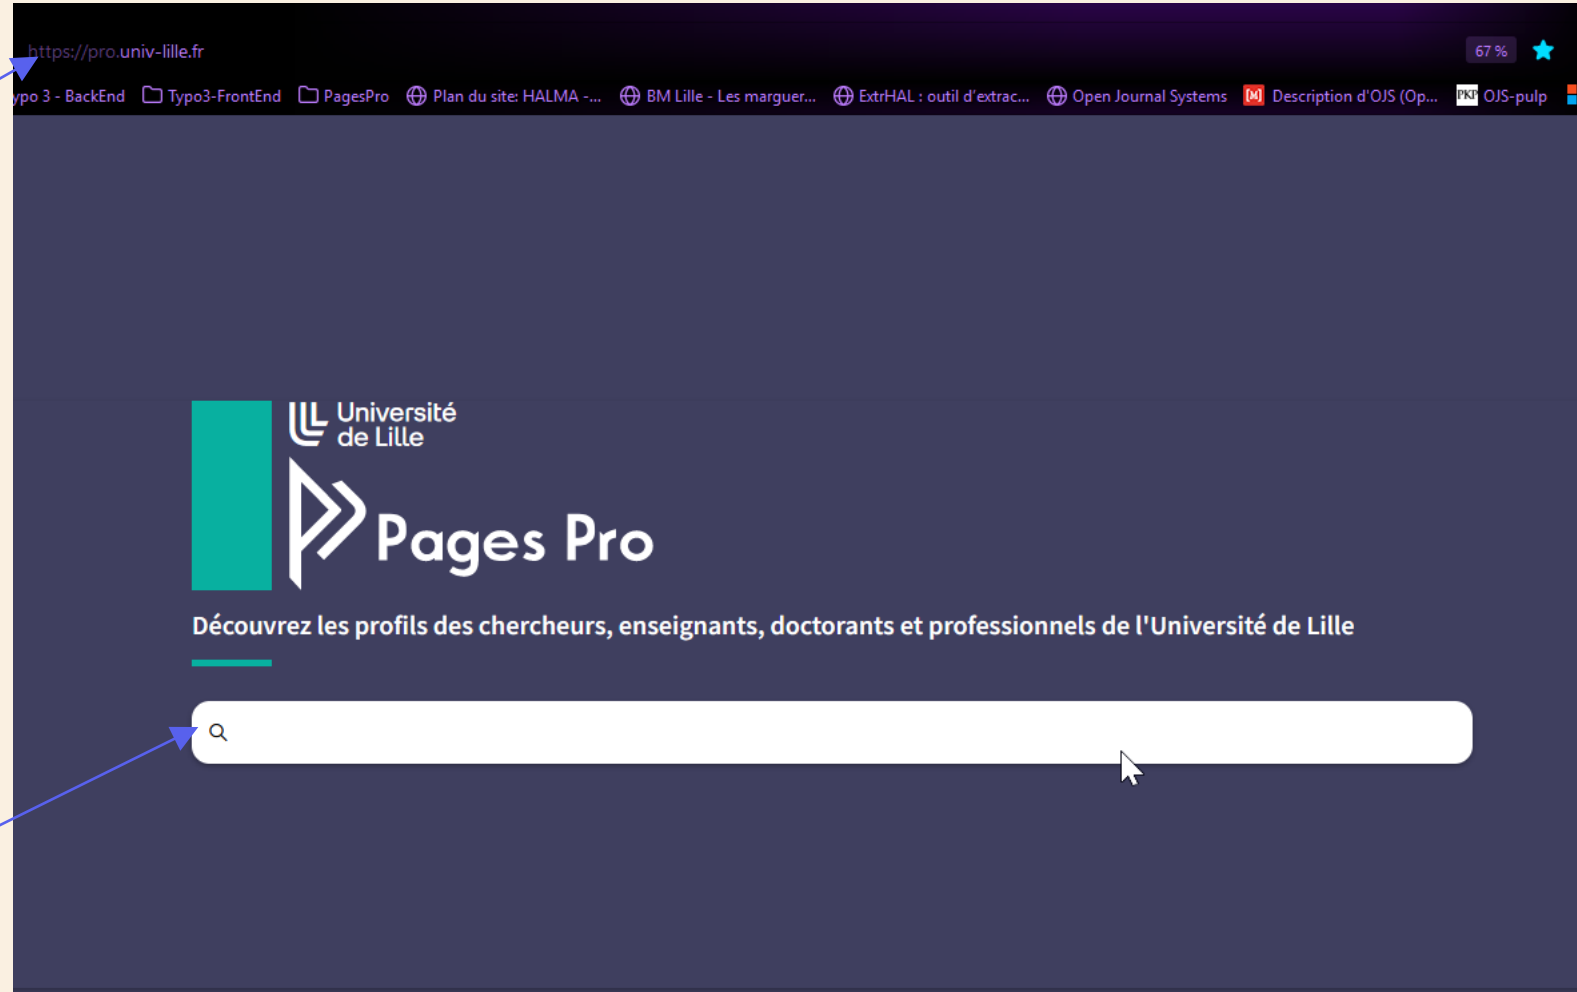 https://pro.univ-lille.fr
67 %
ypo 3 - BackEnd Typo3-FrontEnd PagesPro Plan du site: HALMA -... BM Lille - Les marguer... ExtrHAL : outil d'extrac... Open Journal Systems [M] Description d'OJS (Op... PKP OJS-pulp
Université
de Lille
Pages Pro
Découvrez les profils des chercheurs, enseignants, doctorants et professionnels de l'Université de Lille